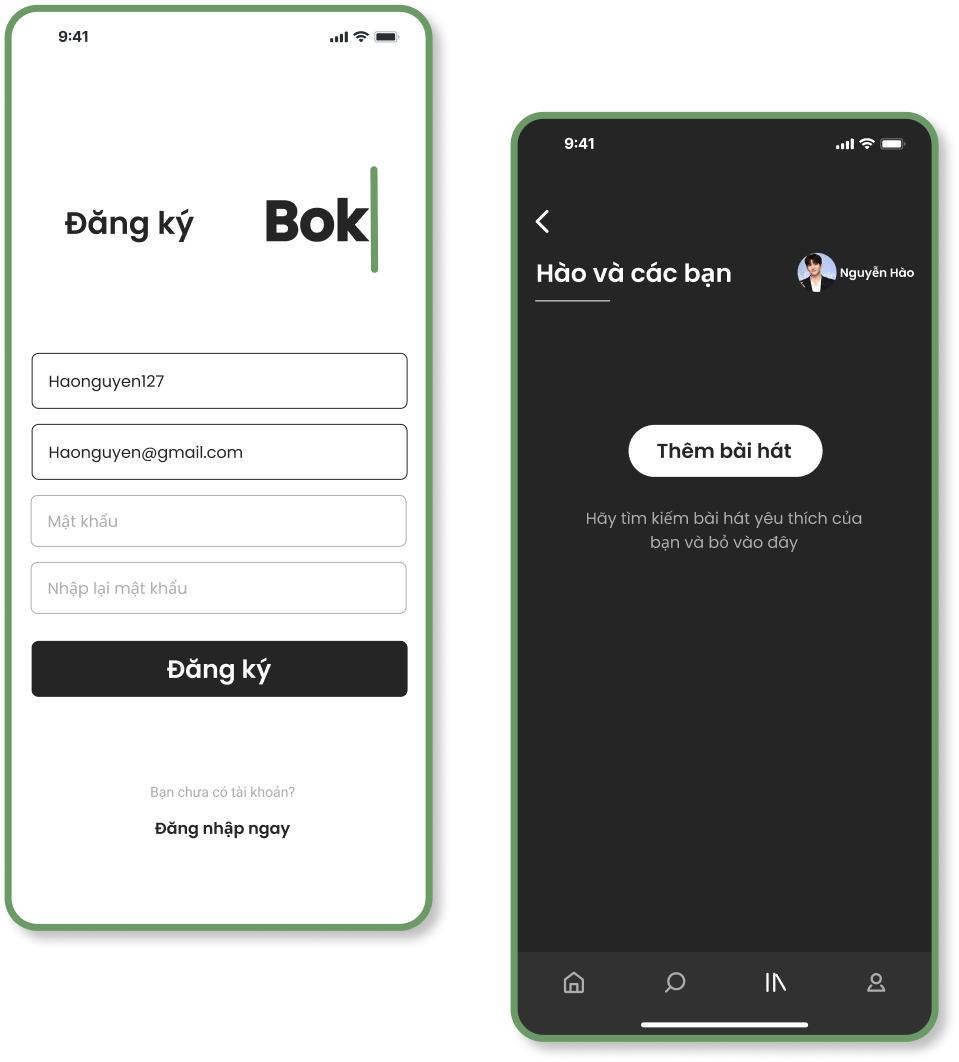 9:41
Đăng ký
Bok
Haonguyen127
Haonguyen@gmail.com
Mật khẩu
Nhập lại mật khẩu
Đăng ký
Bạn chưa có tài khoản?
Đăng nhập ngay
9:41
Hào và các bạn
Nguyễn Hào
Thêm bài hát
Hãy tìm kiếm bài hát yêu thích của
bạn và bỏ vào đây